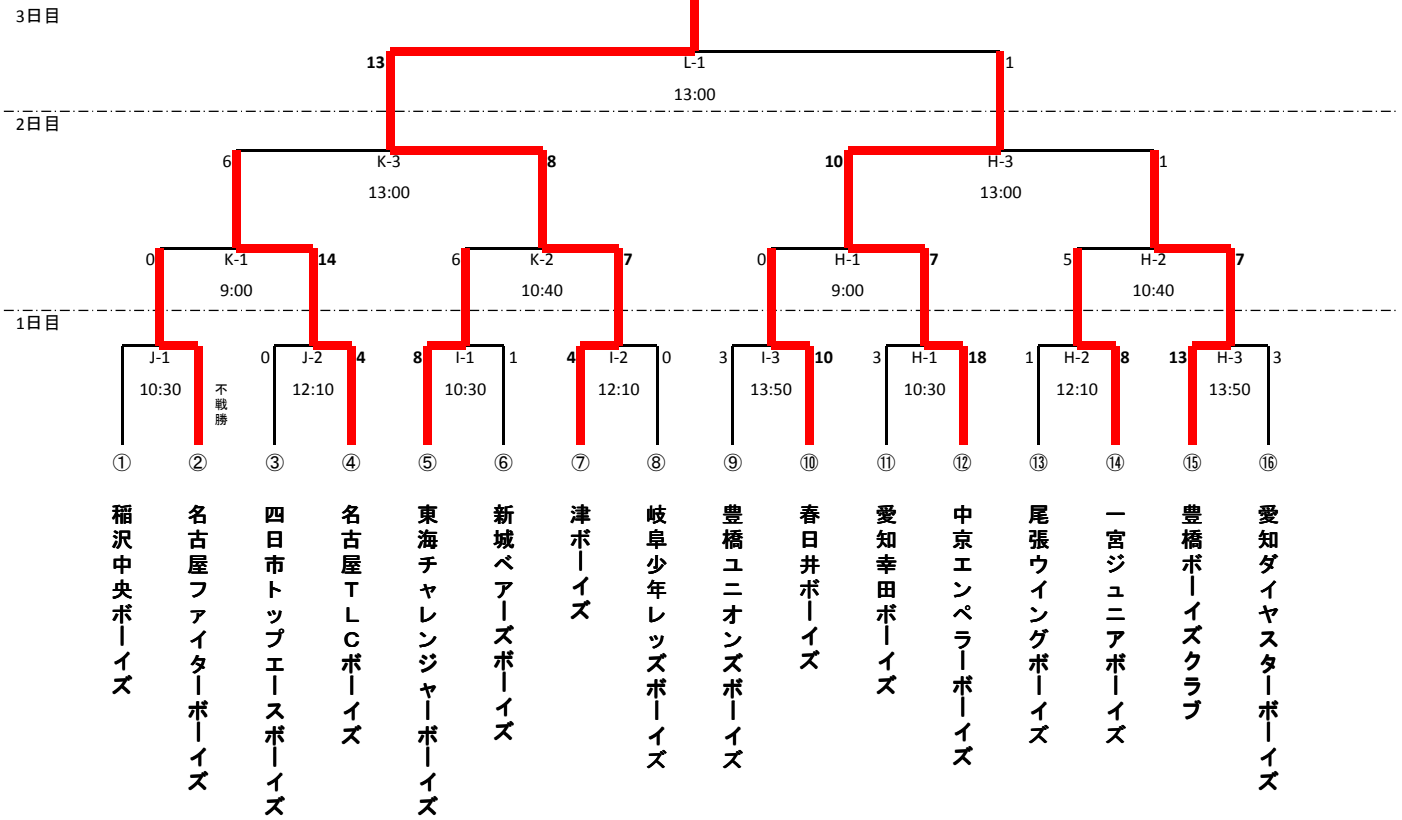 3日目
13 L-1 1
13:00
2日目
6 K-3 8 10 H-3 1
13:00 13:00
0 K-1 14 6 K-2 7 0 H-1 7 5 H-2 7
9:00 10:40 9:00 10:40
1日目
J-1 0 J-2 4 8 I-1 1 4 I-2 0 3 I-3 10 3 H-1 18 1 H-2 8 13 H-3 3
10:30 不戦勝 12:10 10:30 12:10 13:50 10:30 12:10 13:50
① ② ③ ④ ⑤ ⑥ ⑦ ⑧ ⑨ ⑩ ⑪ ⑫ ⑬ ⑭ ⑮ ⑯
稲沢中央ボーイズ
名古屋ファイターボーイズ
四日市トップエースボーイズ
名古屋TLCボーイズ
東海チャレンジャーボーイズ
新城ベアーズボーイズ
津ボーイズ
岐阜少年レッズボーイズ
豊橋ユニオンズボーイズ
春日井ボーイズ
愛知幸田ボーイズ
中京エンペラーボーイズ
尾張ウイングボーイズ
一宮ジュニアボーイズ
豊橋ボーイズクラブ
愛知ダイヤスターボーイズ